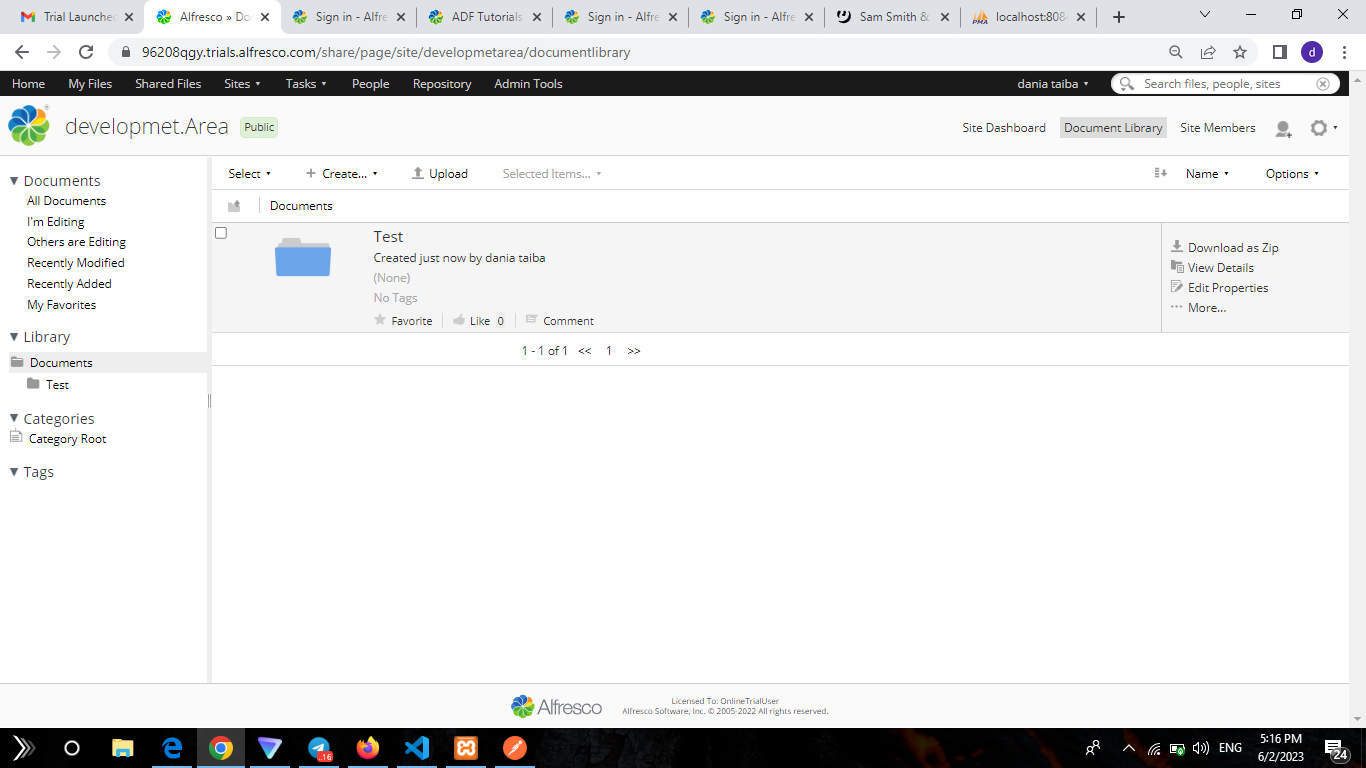 Trial Launched
Alfresco » Do
Sign in - Alfre
ADF Tutorials
Sign in - Alfre
Sign in - Alfre
Sam Smith &
localhost:808
96208qgy.trials.alfresco.com/share/page/site/developmetarea/documentlibrary
d
Home My Files Shared Files Sites Tasks People Repository Admin Tools dania taiba Search files, people, sites
developmet.Area Public Site Dashboard Document Library Site Members
Documents
All Documents
I'm Editing
Others are Editing
Recently Modified
Recently Added
My Favorites
Library
Documents
Test
Categories
Category Root
Tags
Select Create... Upload Selected Items... Name Options
Documents
Test
Created just now by dania taiba
(None)
No Tags
Favorite Like 0 Comment
Download as Zip
View Details
Edit Properties
More...
1 - 1 of 1 << 1 >>
Alfresco
Licensed To: OnlineTrialUser
Alfresco Software, Inc. © 2005-2022 All rights reserved.
.16
ENG
5:16 PM
6/2/2023
24